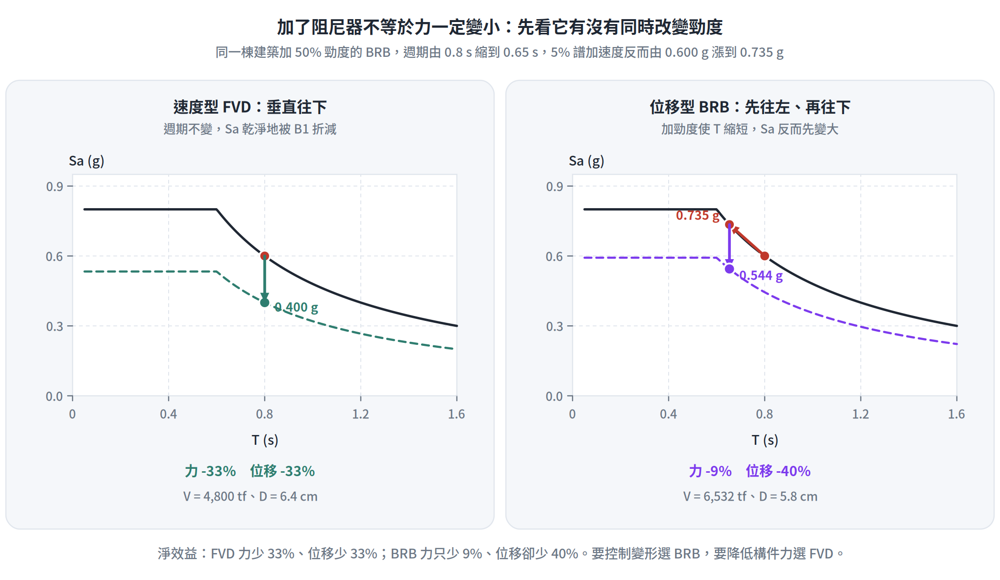 加了阻尼器不等於力一定變小：先看它有沒有同時改變勁度
同一棟建築加 50% 勁度的 BRB，週期由 0.8 s 縮到 0.65 s，5% 譜加速度反而由 0.600 g 漲到 0.735 g
速度型 FVD：垂直往下
週期不變，Sa 乾淨地被 B1 折減
Sa (g)
0.9
0.6
0.3
0.0
0.400 g
0
0.4
0.8
1.2
1.6
T (s)
力 -33% 位移 -33%
V = 4,800 tf、D = 6.4 cm
位移型 BRB：先往左、再往下
加勁度使 T 縮短，Sa 反而先變大
Sa (g)
0.9
0.6
0.3
0.0
0.735 g
0.544 g
0
0.4
0.8
1.2
1.6
T (s)
力 -9% 位移 -40%
V = 6,532 tf、D = 5.8 cm
淨效益：FVD 力少 33%、位移少 33%；BRB 力只少 9%、位移卻少 40%。要控制變形選 BRB，要降低構件力選 FVD。